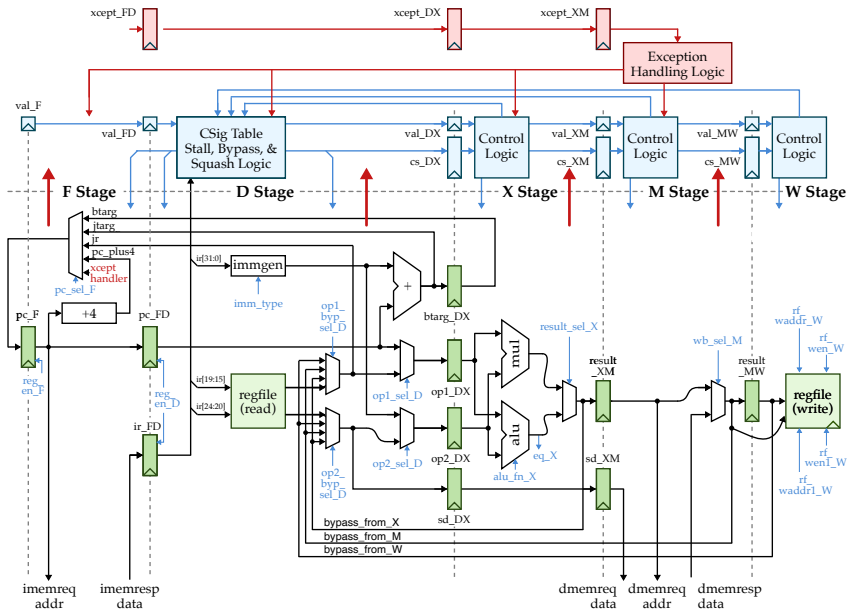 xcept_FD
xcept_DX
xcept_XM
Exception
Handling Logic
val_F
val_FD
CSig Table
Stall, Bypass, &
Squash Logic
val_DX
cs_DX
Control
Logic
val_XM
cs_XM
Control
Logic
val_MW
cs_MW
Control
Logic
F Stage
D Stage
X Stage
M Stage
W Stage
btarg
jtarg
jr
pc_plus4
xcept
handler
pc_sel_F
ir[31:0]
immgen
imm_type
+
btarg_DX
pc_F
+4
pc_FD
reg_
en_F
reg_
en_D
ir_FD
ir[19:15]
ir[24:20]
regfile
(read)
op1_
byp_
sel_D
op1_sel_D
op1_DX
op2_
byp_
sel_D
op2_sel_D
op2_DX
sd_DX
mul
alu
alu_fn_X
eq_X
result_sel_X
result
_XM
sd_XM
wb_sel_M
result
_MW
rf_
waddr_W
rf_
wen_W
regfile
(write)
rf_
waddr1_W
rf_
wen1_W
bypass_from_X
bypass_from_M
bypass_from_W
imemreq
addr
imemresp
data
dmemreq
data
dmemreq
addr
dmemresp
data